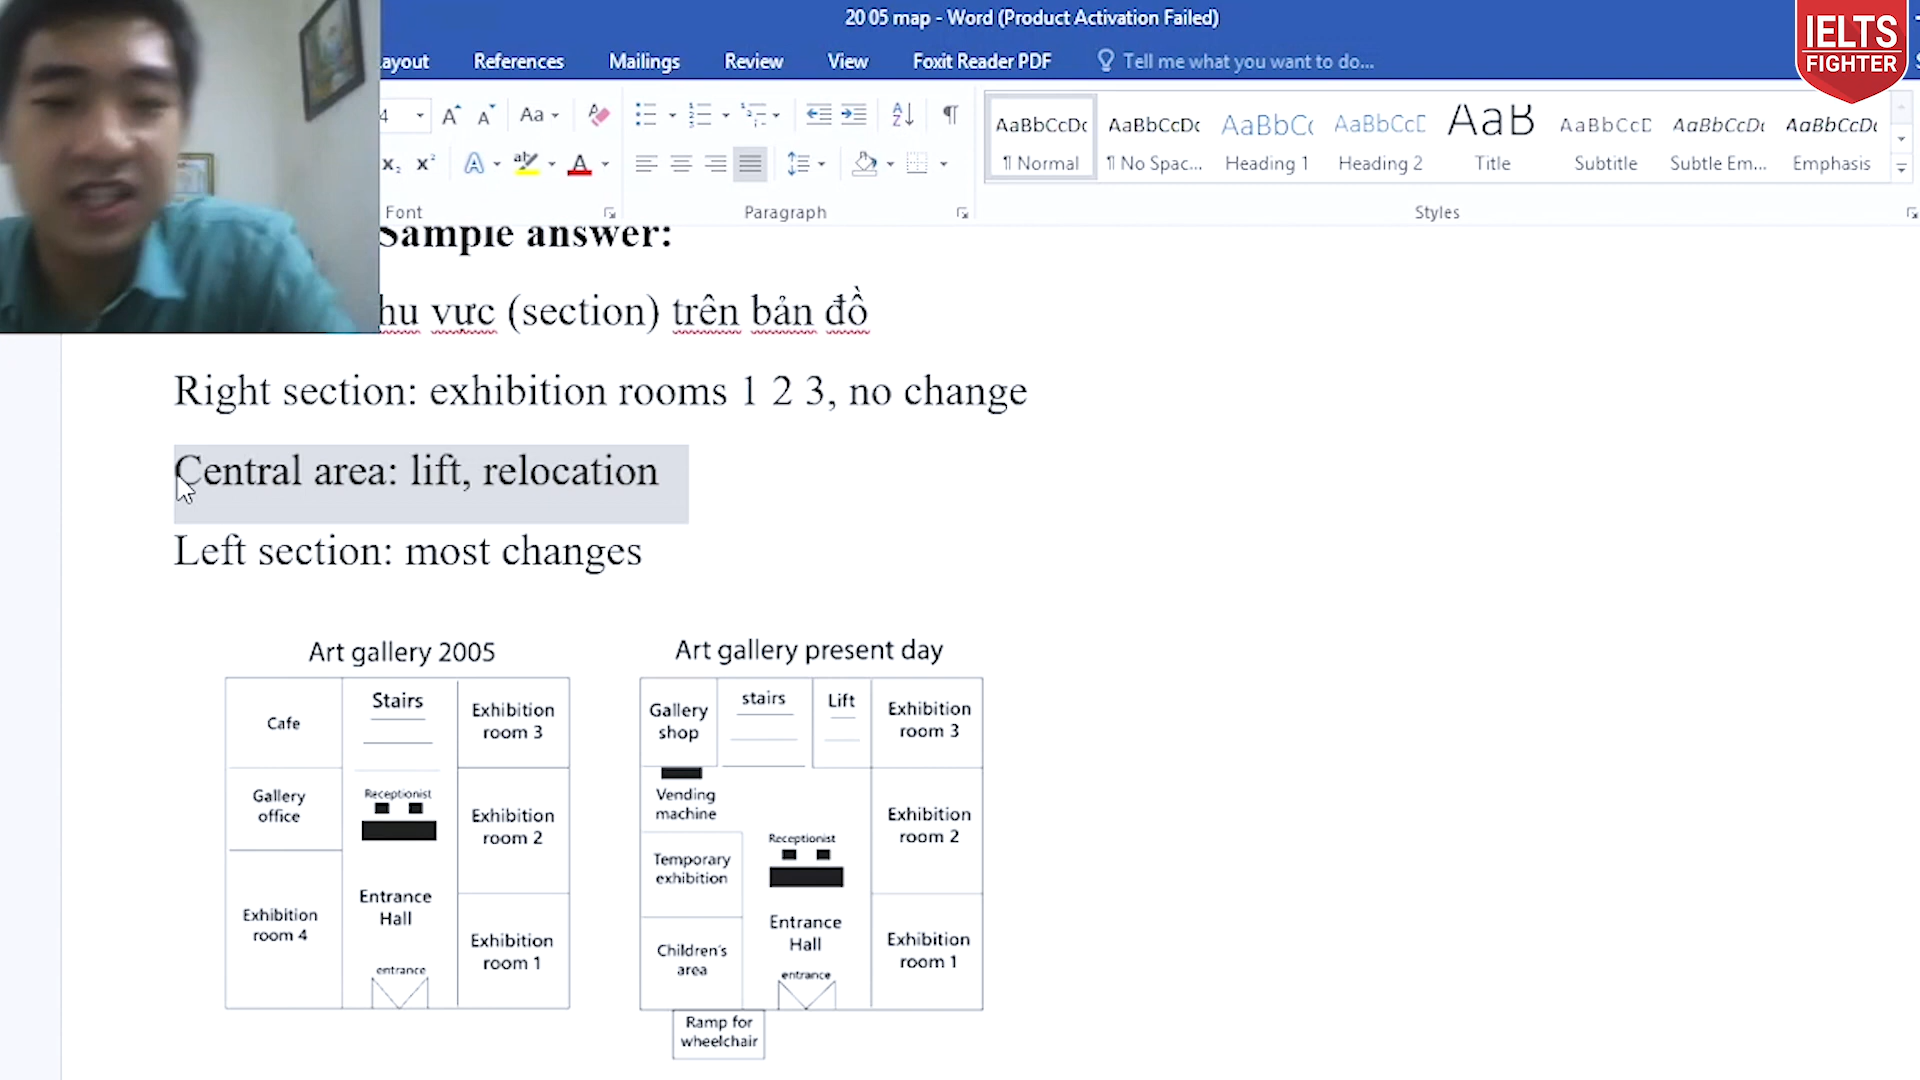 20 05 map - Word (Product Activation Failed)
IELTS
FIGHTER
References Mailings Review View Foxit Reader PDF Tell me what you want to do...
Aa
AaBbCcDc AaBbCcDc AaBbC AaBbCcD AaB AaBbCcD AaBbCcDc AaBbCcDc
¶ Normal ¶ No Spac... Heading 1 Heading 2 Title Subtitle Subtle Em... Emphasis
Font Paragraph Styles
Sample answer:
vực (section) trên bản đồ
Right section: exhibition rooms 1 2 3, no change
Central area: lift, relocation
Left section: most changes
Art gallery 2005
Cafe
Stairs
Exhibition
room 3
Gallery
office
Receptionist
Exhibition
room 2
Exhibition
room 4
Entrance
Hall
entrance
Exhibition
room 1
Art gallery present day
Gallery
shop
stairs
Lift
Exhibition
room 3
Vending
machine
Receptionist
Exhibition
room 2
Temporary
exhibition
Entrance
Hall
Children's
area
entrance
Exhibition
room 1
Ramp for
wheelchair